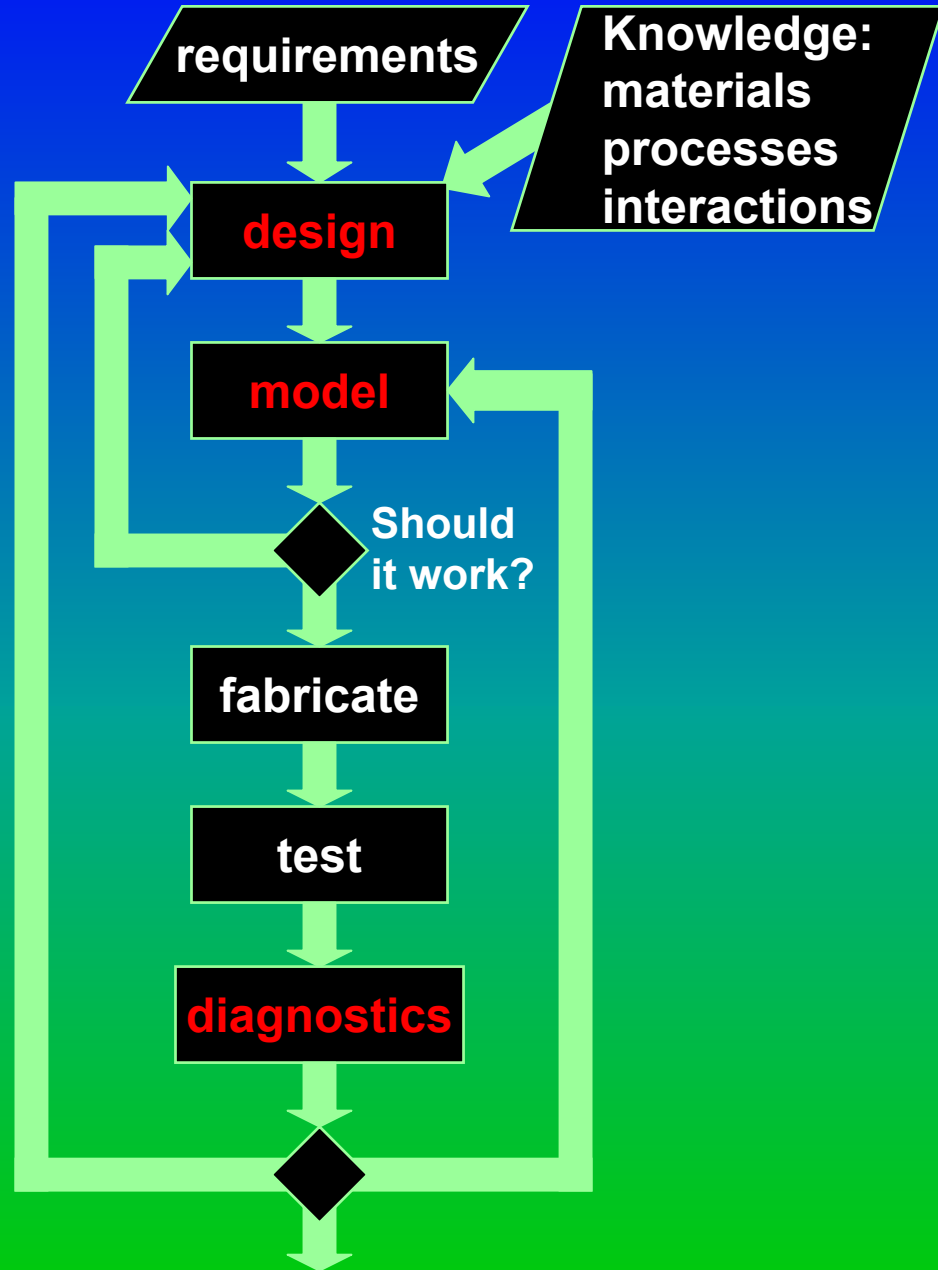 requirements
Knowledge:
materials
processes
interactions
design
model
Should
it work?
fabricate
test
diagnostics